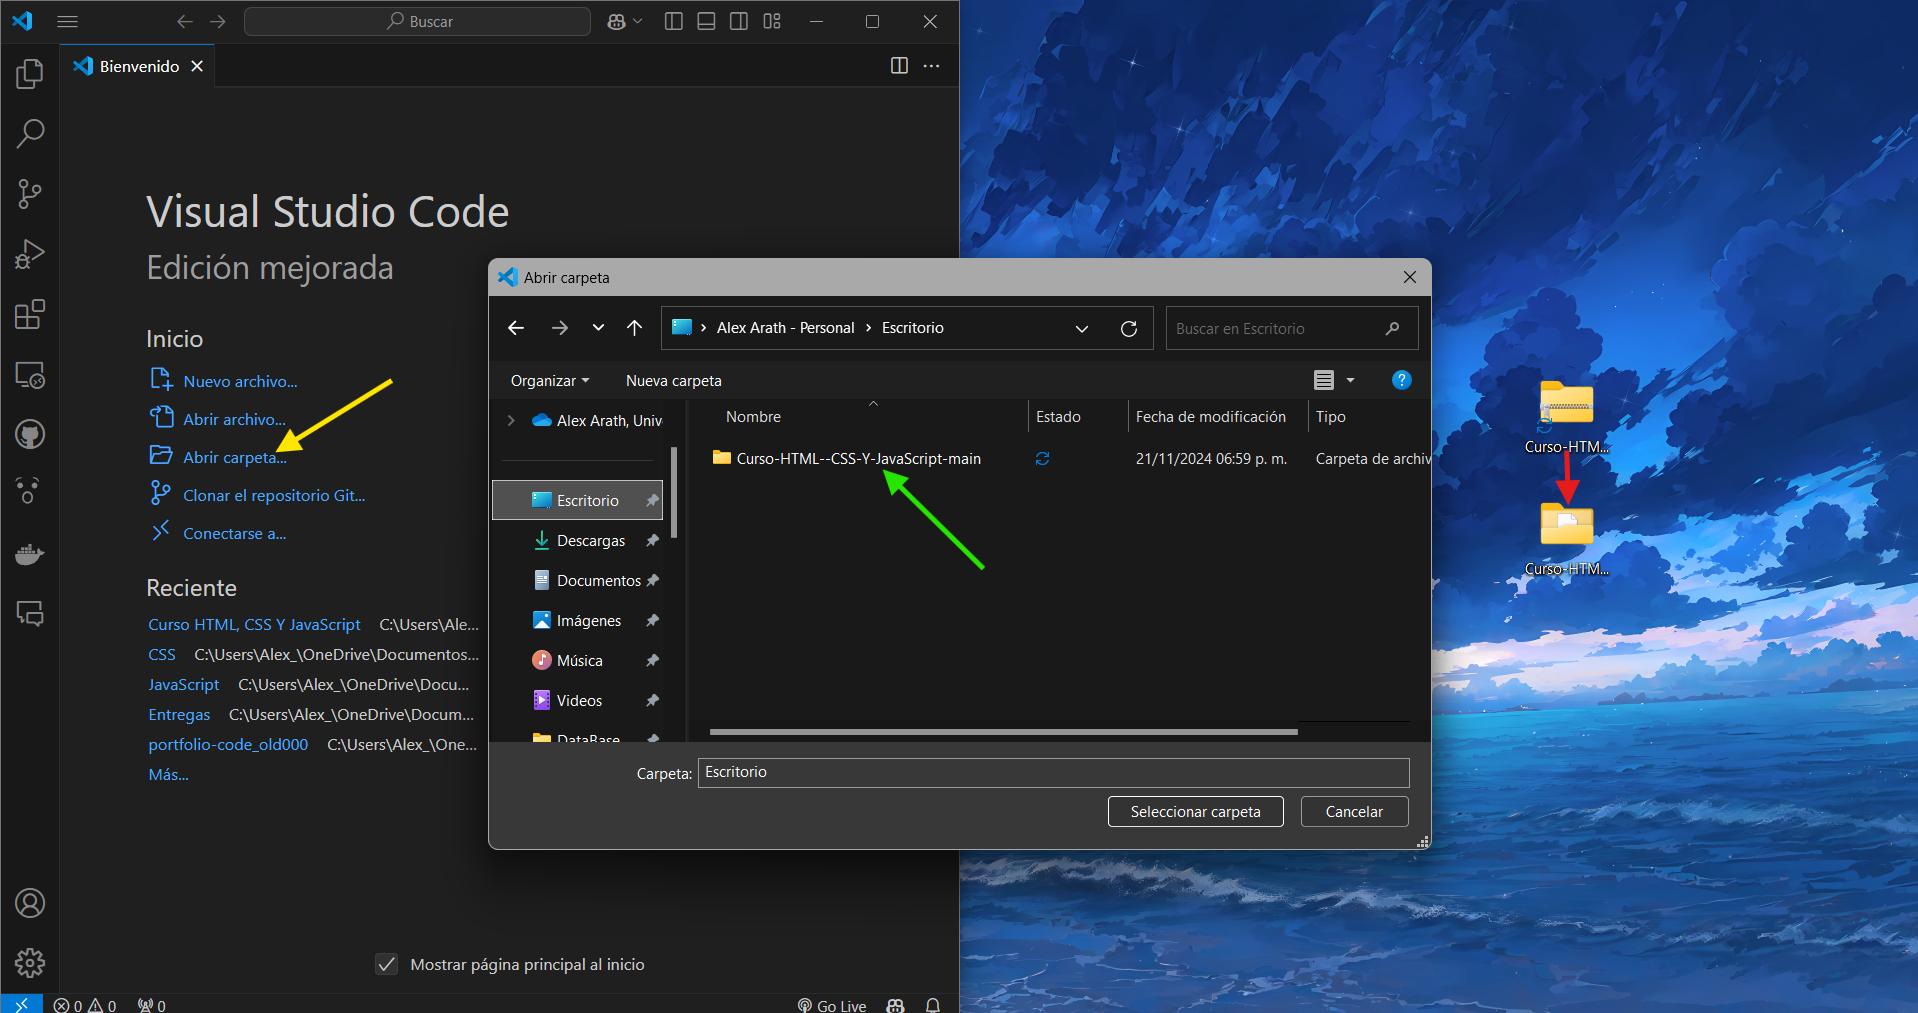 Buscar
Bienvenido
Visual Studio Code
Edición mejorada
Inicio
Nuevo archivo...
Abrir archivo...
Abrir carpeta...
Clonar el repositorio Git...
Conectarse a...
Reciente
Curso HTML, CSS Y JavaScript C:\Users\Ale...
CSS C:\Users\Alex_\OneDrive\Documentos...
JavaScript C:\Users\Alex_\OneDrive\Docu...
Entregas C:\Users\Alex_\OneDrive\Docum...
portfolio-code_old000 C:\Users\Alex_\One...
Más...
Mostrar página principal al inicio
0 0 0
Go Live
Abrir carpeta
Alex Arath - Personal Escritorio
Buscar en Escritorio
Organizar Nueva carpeta
Alex Arath, Univ
Nombre Estado Fecha de modificación Tipo
Curso-HTML--CSS-Y-JavaScript-main 21/11/2024 06:59 p. m. Carpeta de archiv
Escritorio
Descargas
Documentos
Imágenes
Música
Videos
DataBase
Carpeta: Escritorio
Seleccionar carpeta Cancelar
Curso-HTM...
Curso-HTM...